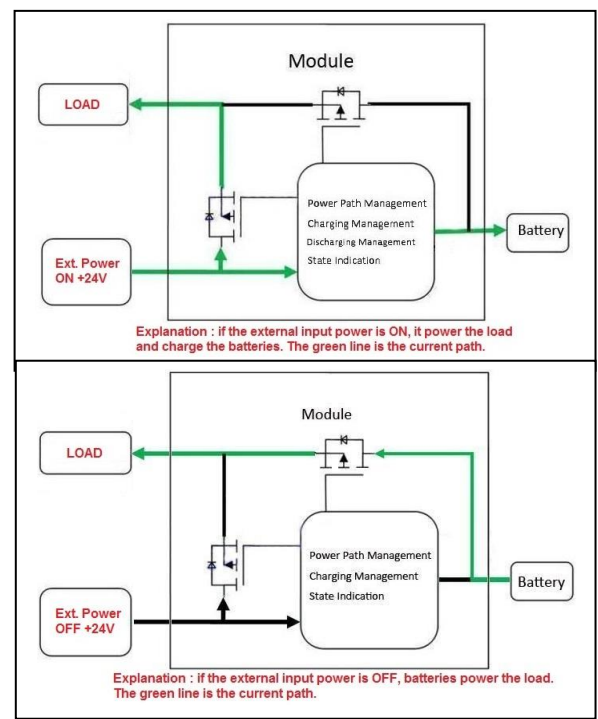 Module
LOAD
Power Path Management
Charging Management
Discharging Management
State Indication
Battery
Ext. Power
ON +24V
Explanation : if the external input power is ON, it power the load
and charge the batteries. The green line is the current path.
Module
LOAD
Power Path Management
Charging Management
State Indication
Battery
Ext. Power
OFF +24V
Explanation : if the external input power is OFF, batteries power the load.
The green line is the current path.